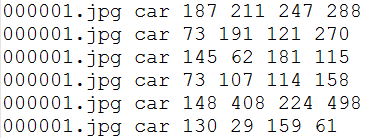 000001.jpg car 187 211 247 288
000001.jpg car 73 191 121 270
000001.jpg car 145 62 181 115
000001.jpg car 73 107 114 158
000001.jpg car 148 408 224 498
000001.jpg car 130 29 159 61